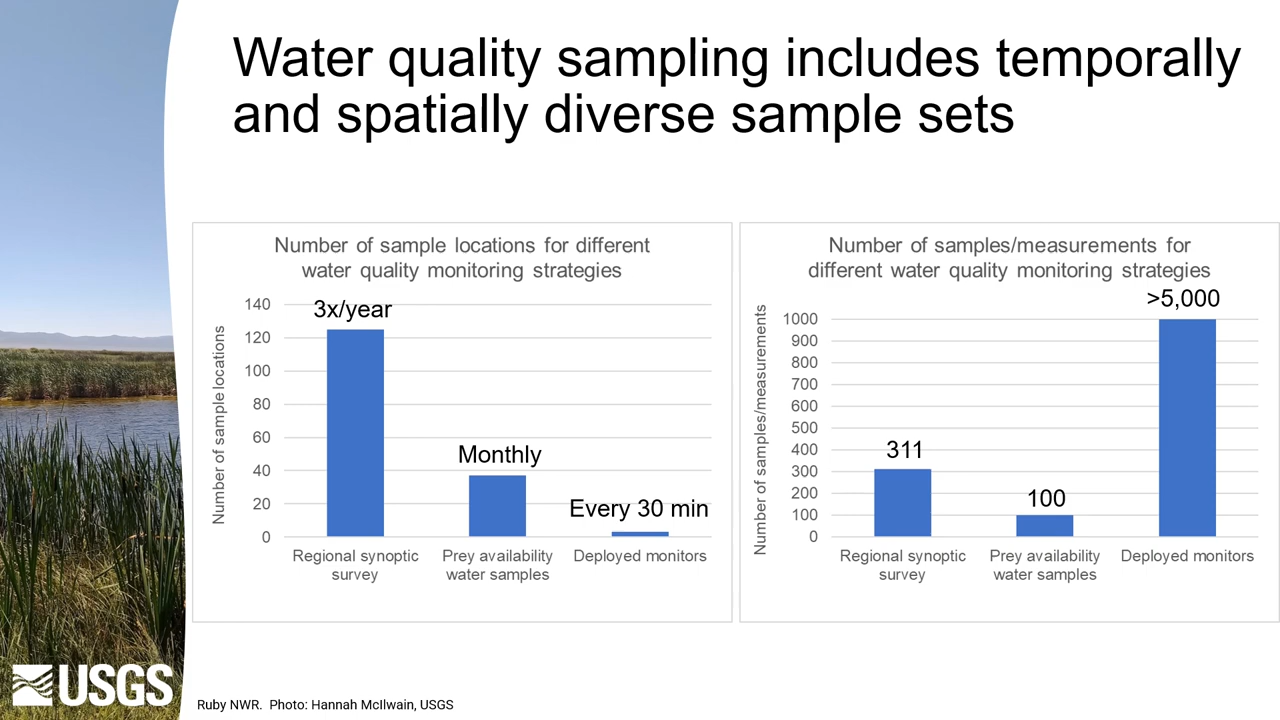 Water quality sampling includes temporally
and spatially diverse sample sets
Number of sample locations for different
water quality monitoring strategies
Number of sample locations
140
120
100
80
60
40
20
0
3x/year
Monthly
Every 30 min
Regional synoptic
survey
Prey availability
water samples
Deployed monitors
Number of samples/measurements for
different water quality monitoring strategies
Number of samples/measurements
1000
900
800
700
600
500
400
300
200
100
0
311
100
>5,000
Regional synoptic
survey
Prey availability
water samples
Deployed monitors
USGS
Ruby NWR. Photo: Hannah McIlwain, USGS